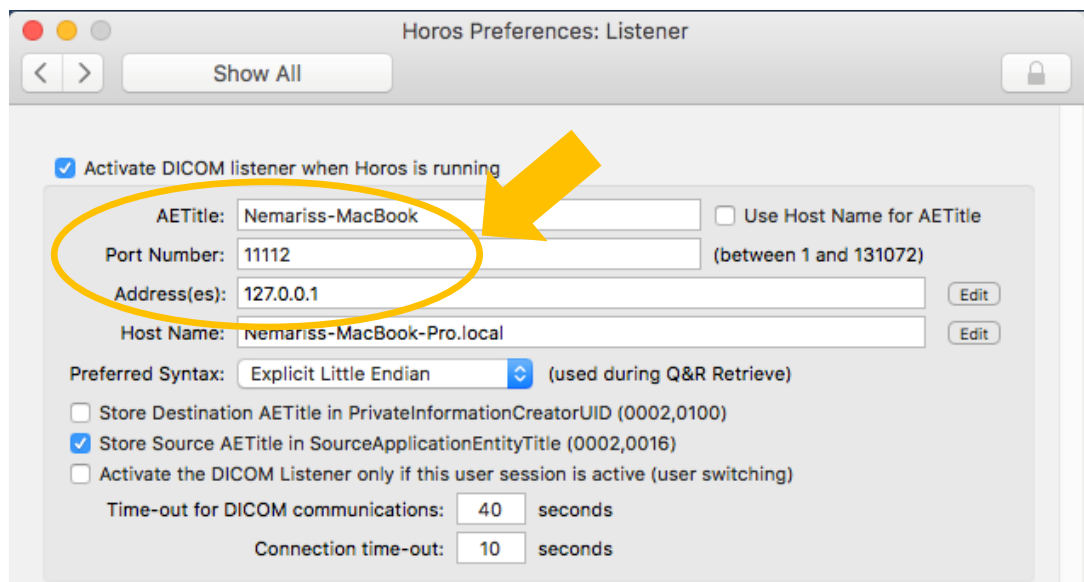 Horos Preferences: Listener
Show All
Activate DICOM listener when Horos is running
AETitle: Nemariss-MacBook Use Host Name for AETitle
Port Number: 11112 (between 1 and 131072)
Address(es): 127.0.0.1 Edit
Host Name: Nemariss-MacBook-Pro.local Edit
Preferred Syntax: Explicit Little Endian (used during Q&R Retrieve)
Store Destination AETitle in PrivateInformationCreatorUID (0002,0100)
Store Source AETitle in SourceApplicationEntityTitle (0002,0016)
Activate the DICOM Listener only if this user session is active (user switching)
Time-out for DICOM communications: 40 seconds
Connection time-out: 10 seconds